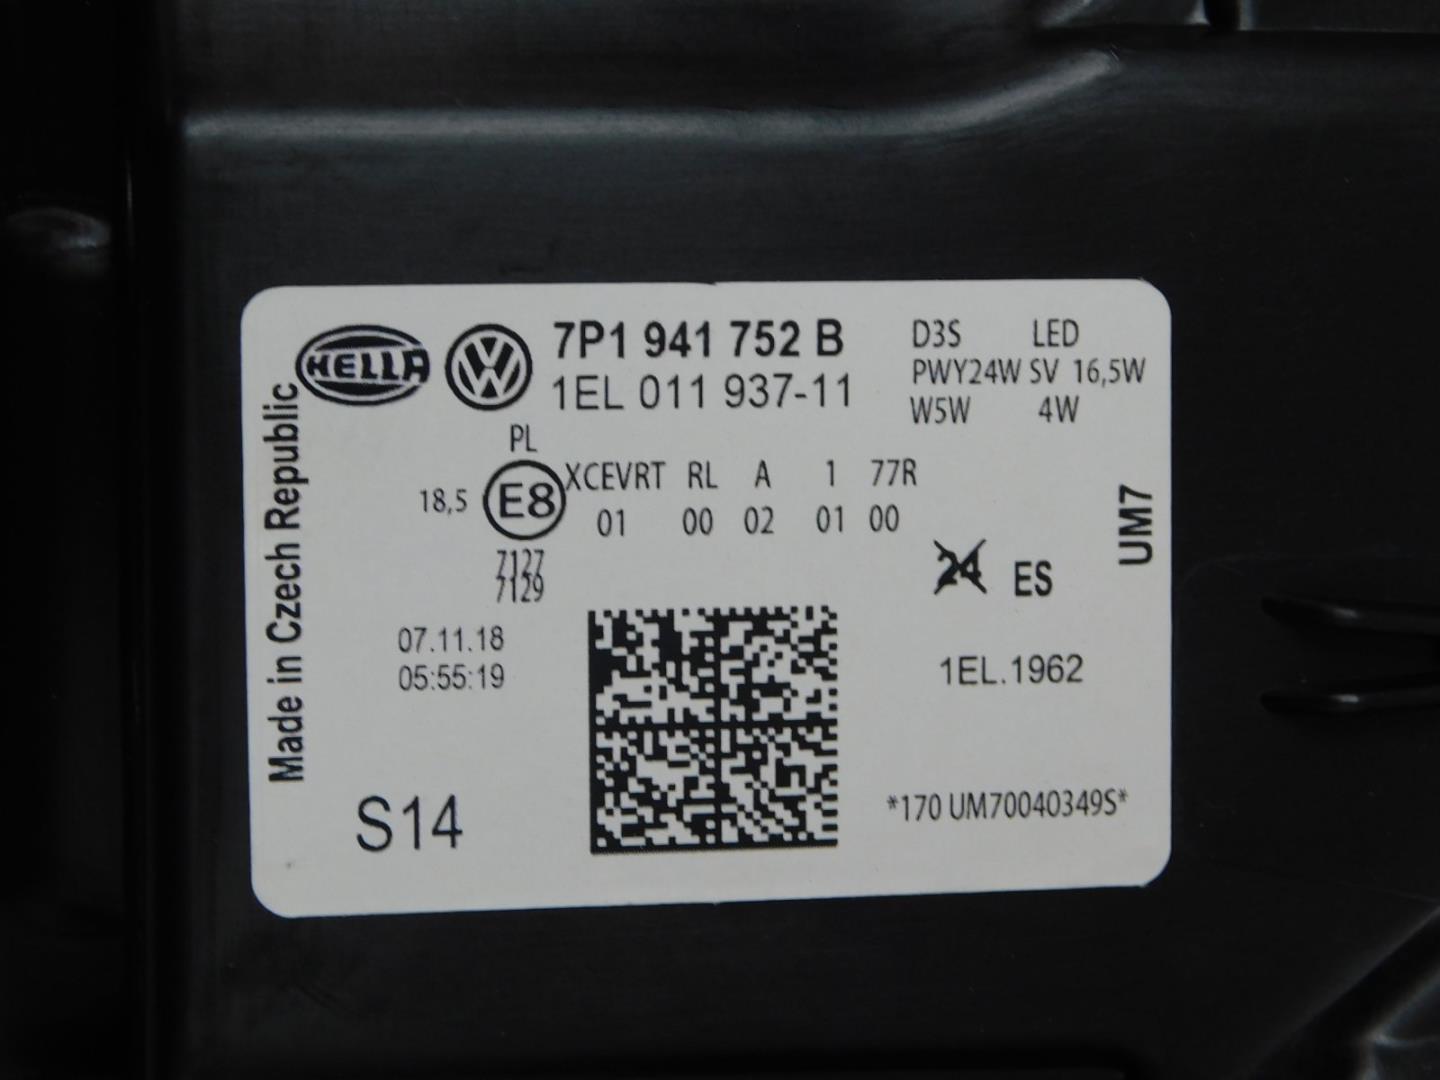 HELLA
7P1 941 752 B
1EL 011 937-11
D3S LED
PWY24W SV 16,5W
W5W 4W
Made in Czech Republic
PL
18,5 E8 XCEVRT RL A 1 77R
01 00 02 01 00
7127
7129
UM7
24 ES
07.11.18
05:55:19
1EL.1962
S14
*170 UM70040349S*